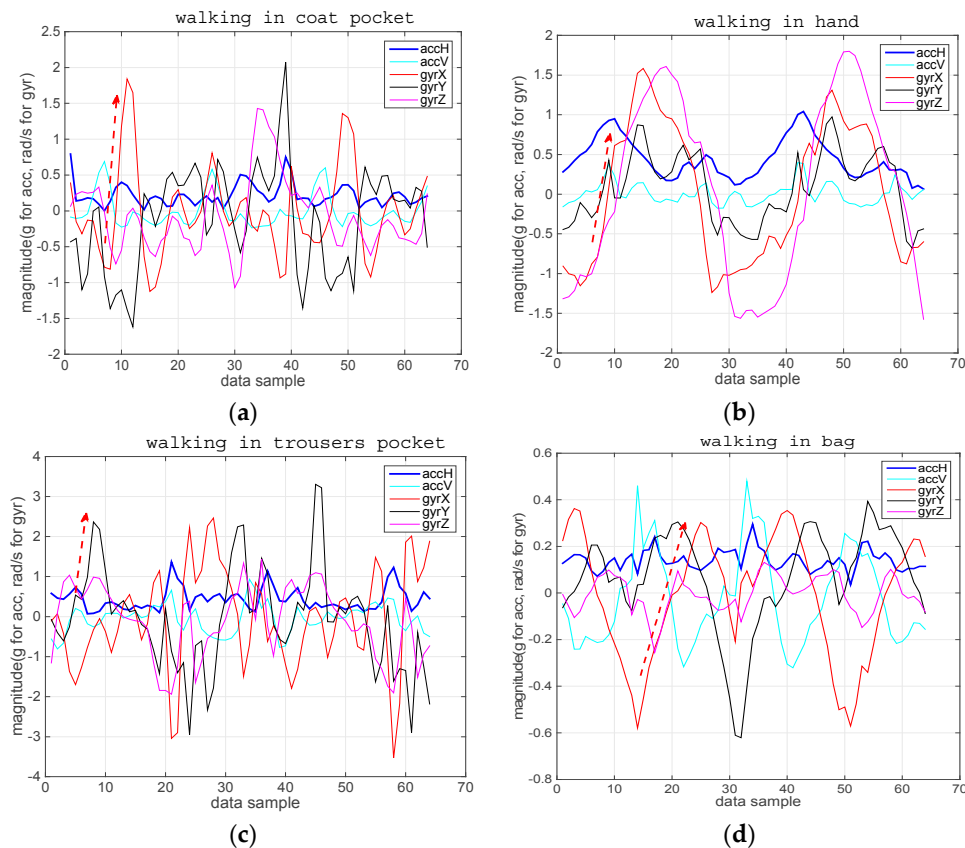 walking in coat pocket
magnitude(g for acc, rad/s for gyr)
2.5
2
1.5
1
0.5
0
-0.5
-1
-1.5
-2
accH
accV
gyrX
gyrY
gyrZ
0 10 20 30 40 50 60 70
data sample
(a)
walking in hand
magnitude(g for acc, rad/s for gyr)
2
1.5
1
0.5
0
-0.5
-1
-1.5
-2
accH
accV
gyrX
gyrY
gyrZ
0 10 20 30 40 50 60 70
data sample
(b)
walking in trousers pocket
magnitude(g for acc, rad/s for gyr)
4
3
2
1
0
-1
-2
-3
-4
accH
accV
gyrX
gyrY
gyrZ
0 10 20 30 40 50 60 70
data sample
(c)
walking in bag
magnitude(g for acc, rad/s for gyr)
0.6
0.4
0.2
0
-0.2
-0.4
-0.6
-0.8
accH
accV
gyrX
gyrY
gyrZ
0 10 20 30 40 50 60 70
data sample
(d)